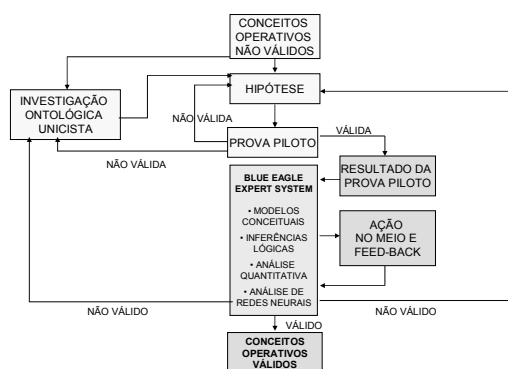 CONCEITOS
OPERATIVOS
NÃO VÁLIDOS
HIPÓTESE
INVESTIGAÇÃO
ONTOLÓGICA
UNICISTA
NÃO VÁLIDA
VÁLIDA
PROVA PILOTO
NÃO VÁLIDA
RESULTADO DA
PROVA PILOTO
BLUE EAGLE
EXPERT SYSTEM
• MODELOS
CONCEITUAIS
• INFERÊNCIAS
LÓGICAS
• ANÁLISE
QUANTITATIVA
• ANÁLISE DE
REDES NEURAIS
AÇÃO
NO MEIO E
FEED-BACK
NÃO VÁLIDO
NÃO VÁLIDO
VÁLIDO
CONCEITOS
OPERATIVOS
VÁLIDOS